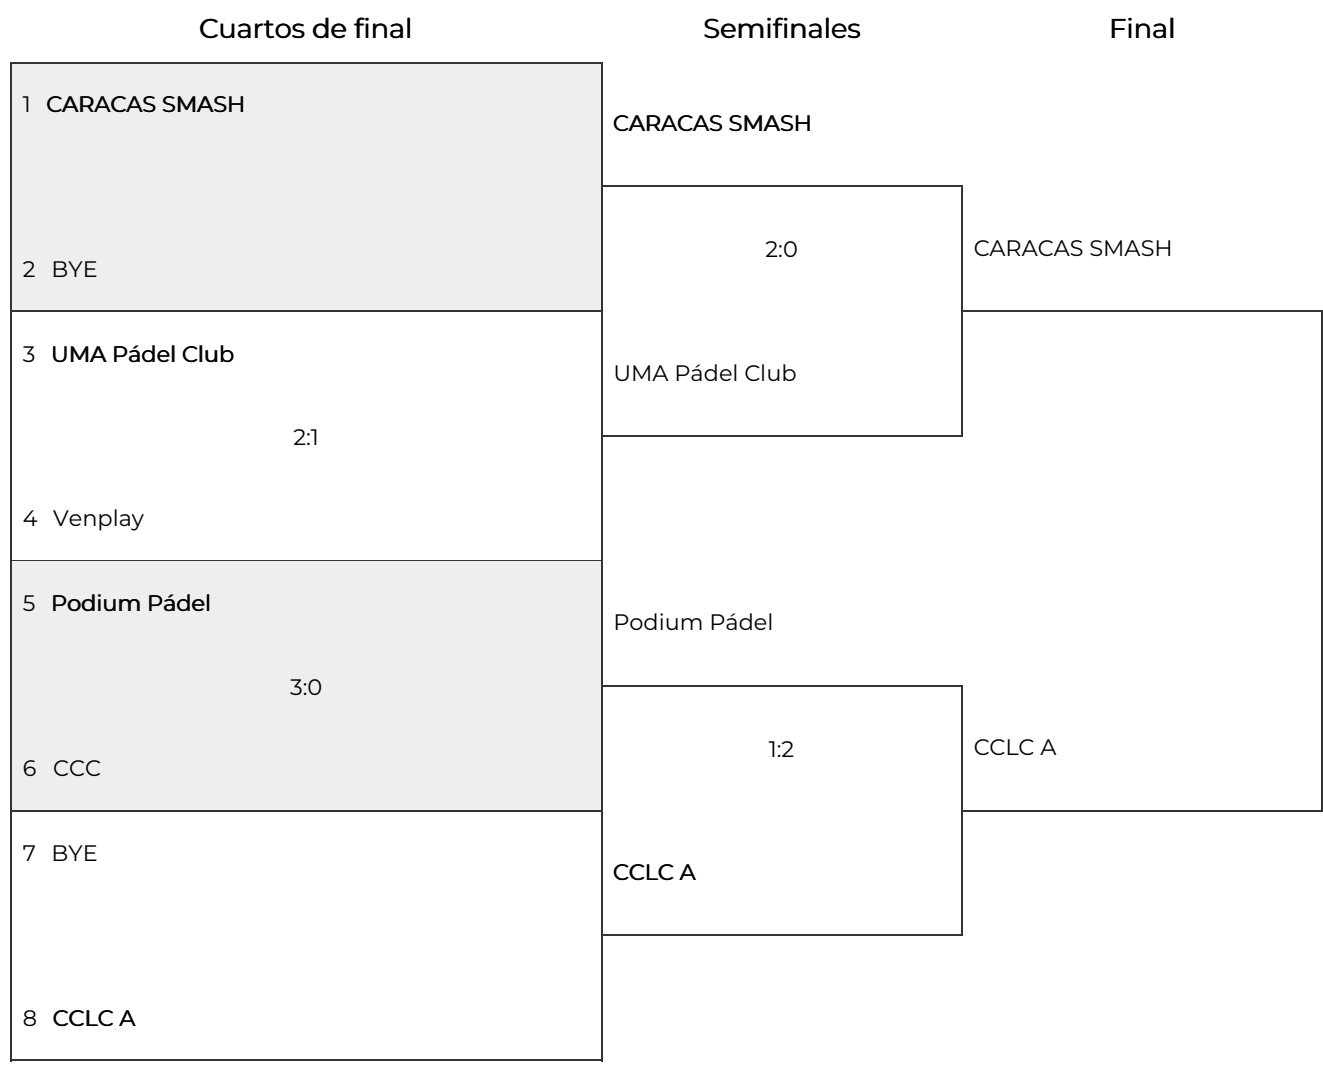 Cuartos de final
Semifinales
Final
1 CARACAS SMASH
2 BYE
3 UMA Pádel Club
2:1
4 Venplay
5 Podium Pádel
3:0
6 CCC
7 BYE
8 CCLC A
CARACAS SMASH
2:0
UMA Pádel Club
Podium Pádel
1:2
CCLC A
CARACAS SMASH
CCLC A